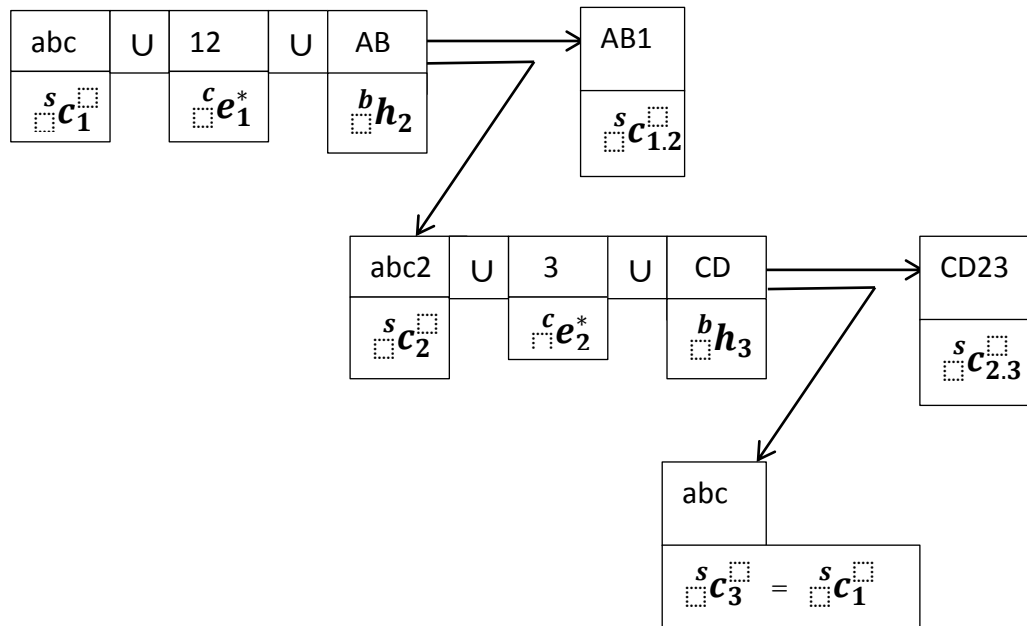 abc ∪ 12 ∪ AB AB1
ˢc₁ ᶜe₁* ᵇh₂ ˢc₁.₂
abc2 ∪ 3 ∪ CD CD23
ˢc₂ ᶜe₂* ᵇh₃ ˢc₂.₃
abc
ˢc₃ = ˢc₁